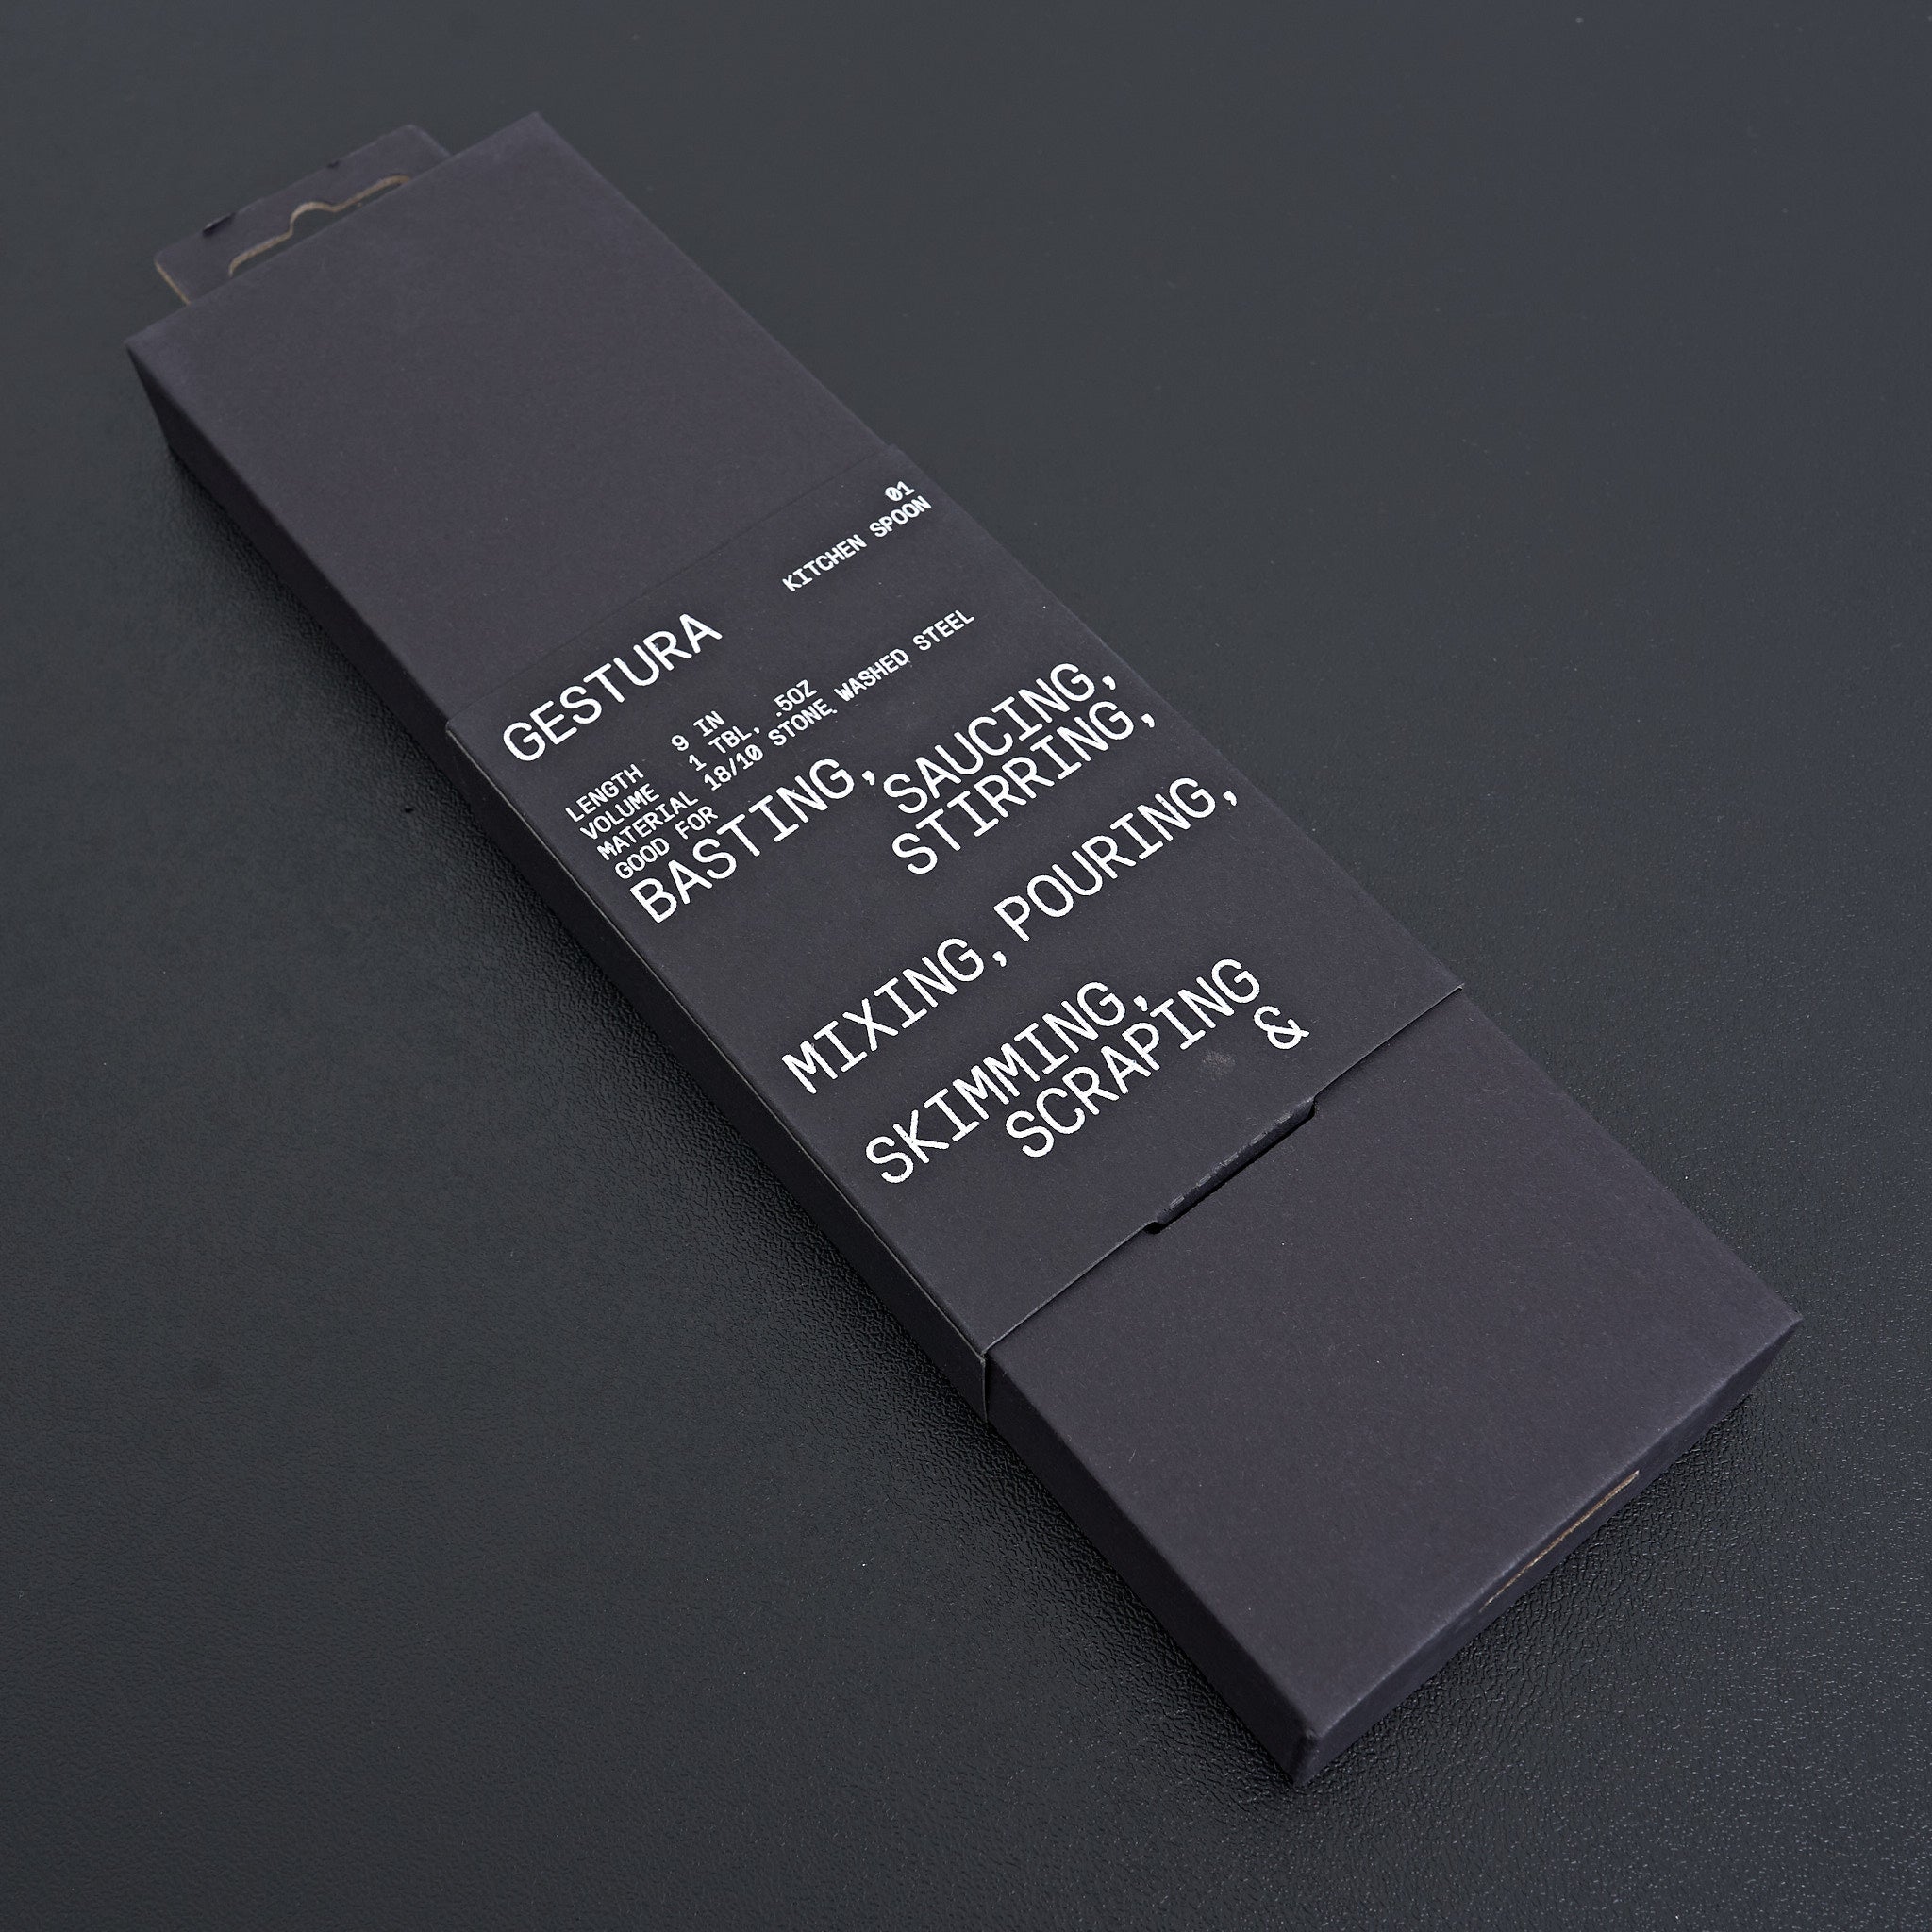 01
KITCHEN SPOON
GESTURA
LENGTH 9 IN
VOLUME 1 TBL, .5OZ
MATERIAL 18/10 STONE WASHED STEEL
GOOD FOR
BASTING, SAUCING,
STIRRING,
MIXING, POURING,
SKIMMING,
SCRAPING
&